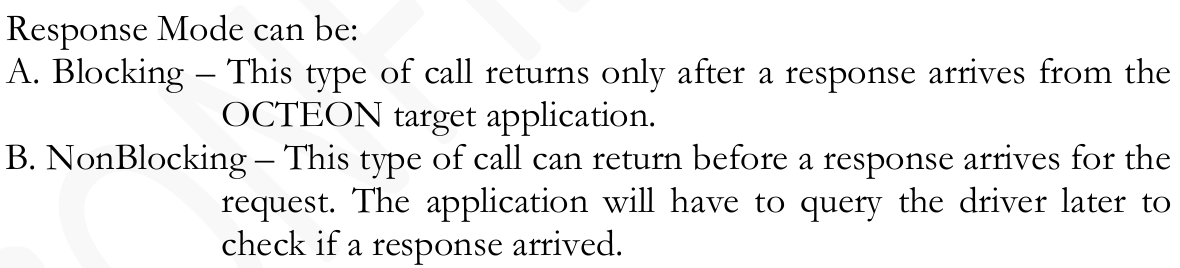 Response Mode can be:
A. Blocking – This type of call returns only after a response arrives from the
OCTEON target application.
B. NonBlocking – This type of call can return before a response arrives for the
request. The application will have to query the driver later to
check if a response arrived.